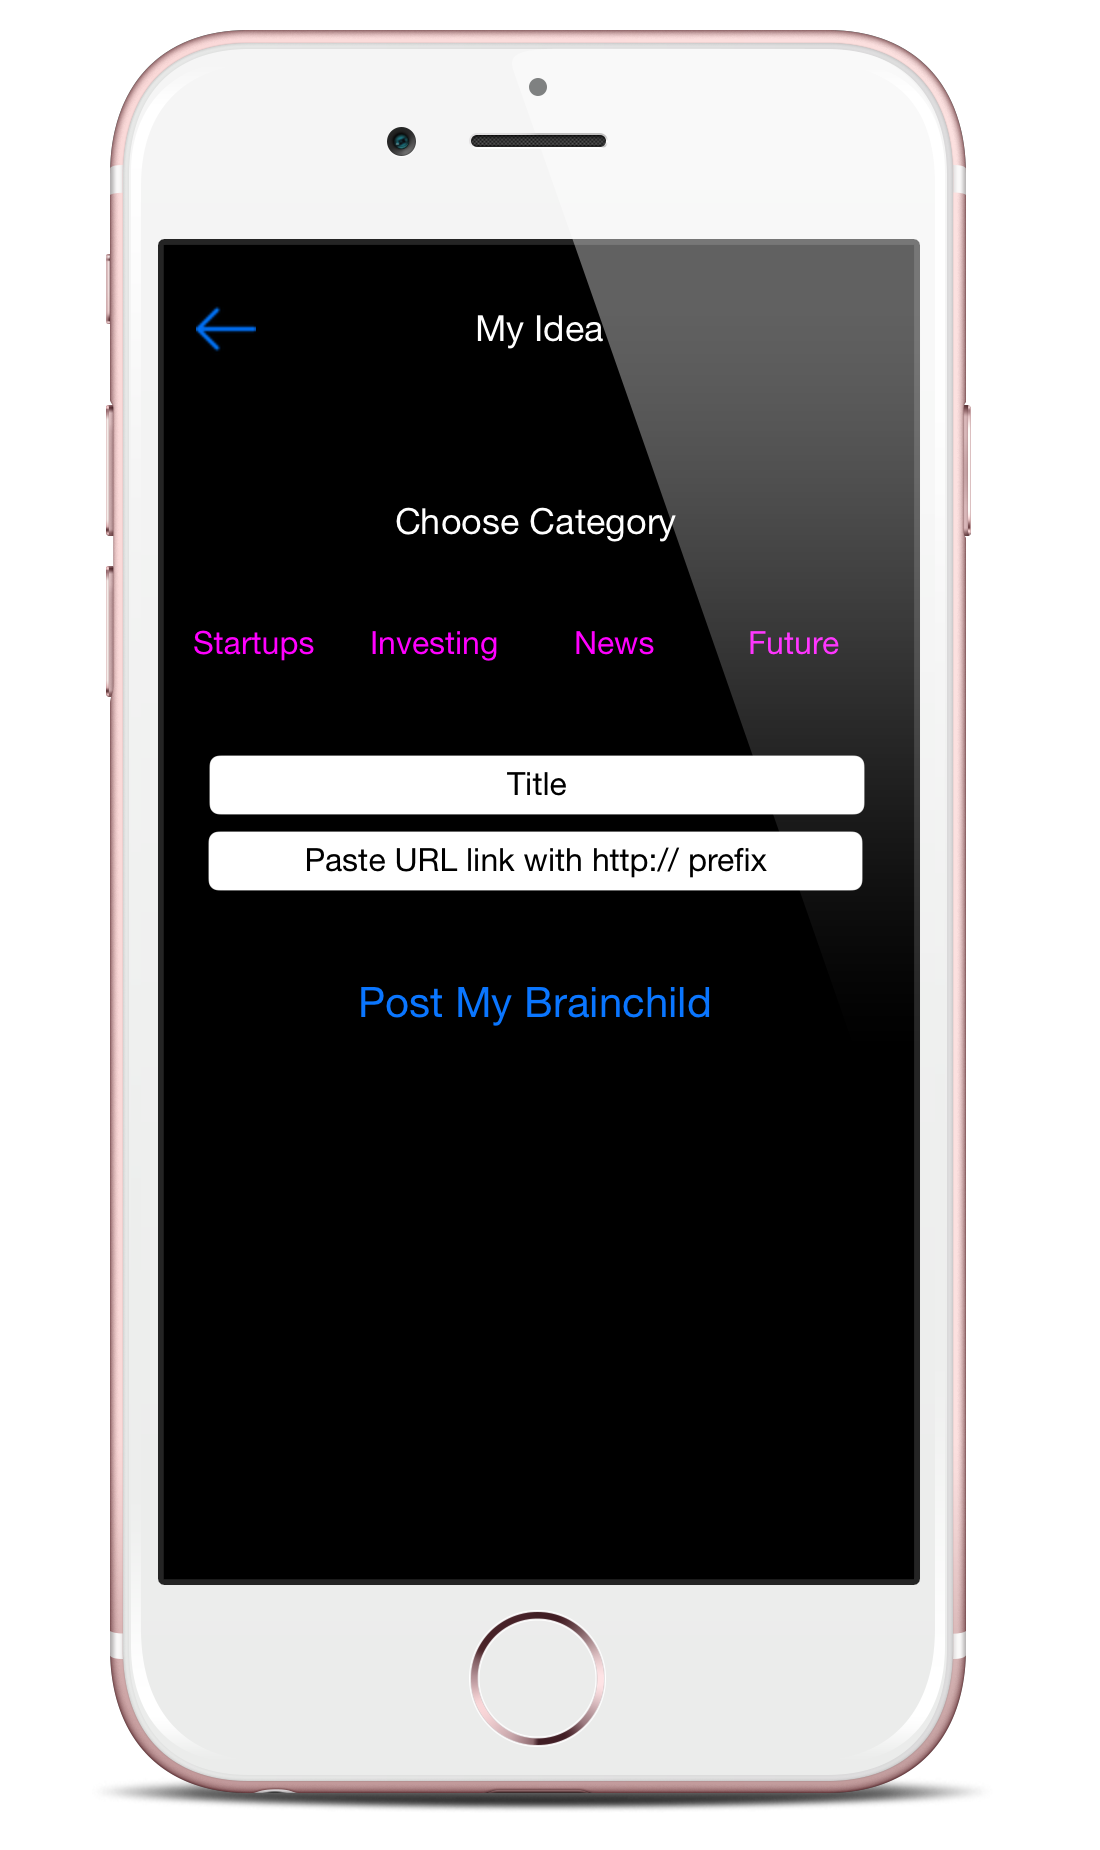 My Idea
Choose Category
Startups Investing News Future
Title
Paste URL link with http:// prefix
Post My Brainchild